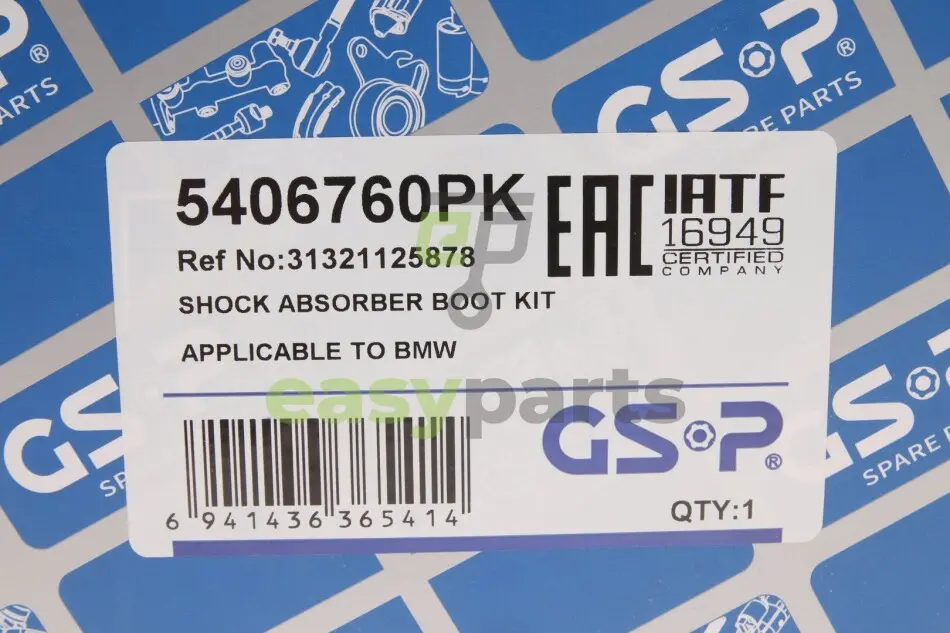 GS-P®
SPARE PARTS
5406760PK
EAC
IATF
16949
CERTIFIED
COMPANY
Ref No:31321125878
SHOCK ABSORBER BOOT KIT
APPLICABLE TO BMW
easyparts
GS-P®
6 941436 365414
QTY:1
SPARE PARTS